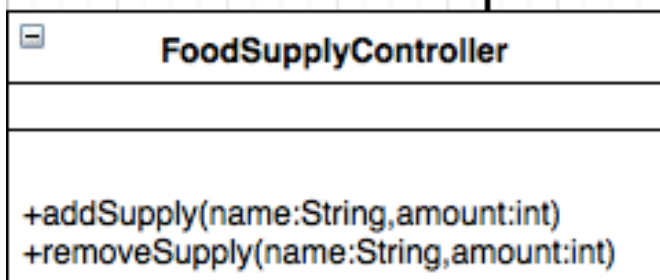 FoodSupplyController
+addSupply(name:String,amount:int)
+removeSupply(name:String,amount:int)